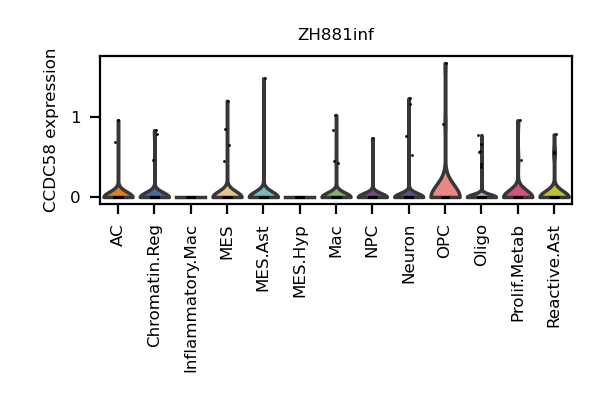 ZH881inf
CCDC58 expression
1
0
AC
Chromatin.Reg
Inflammatory.Mac
MES
MES.Ast
MES.Hyp
Mac
NPC
Neuron
OPC
Oligo
Prolif.Metab
Reactive.Ast